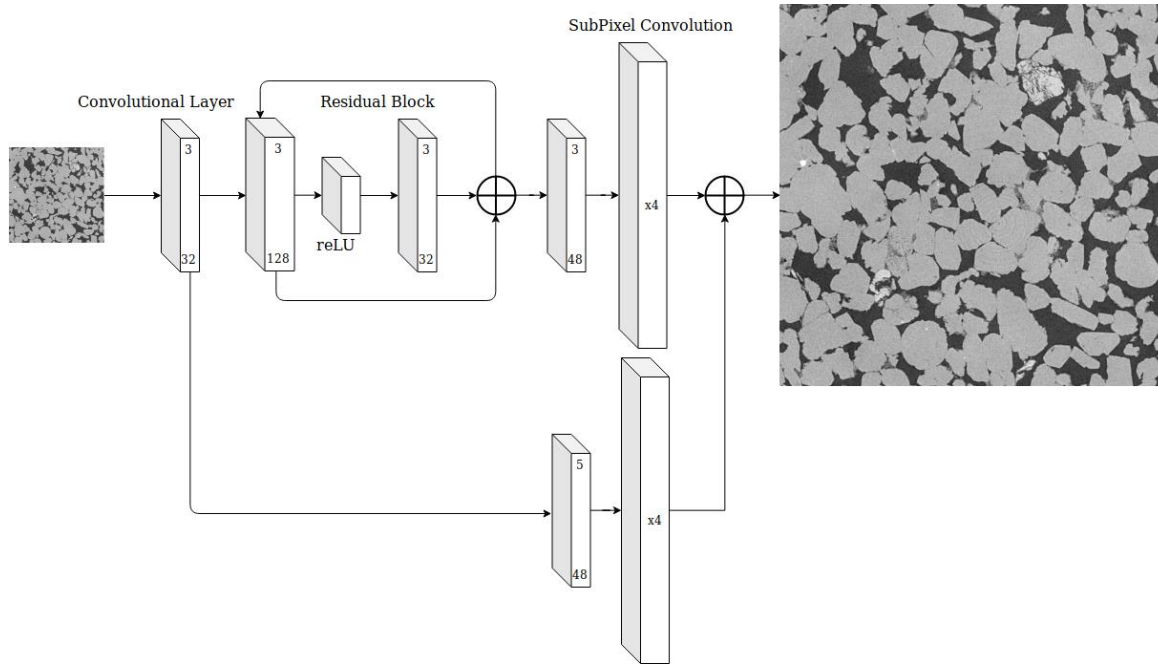 SubPixel Convolution
Convolutional Layer
Residual Block
3
32
3
128
reLU
3
32
3
48
x4
5
48
x4